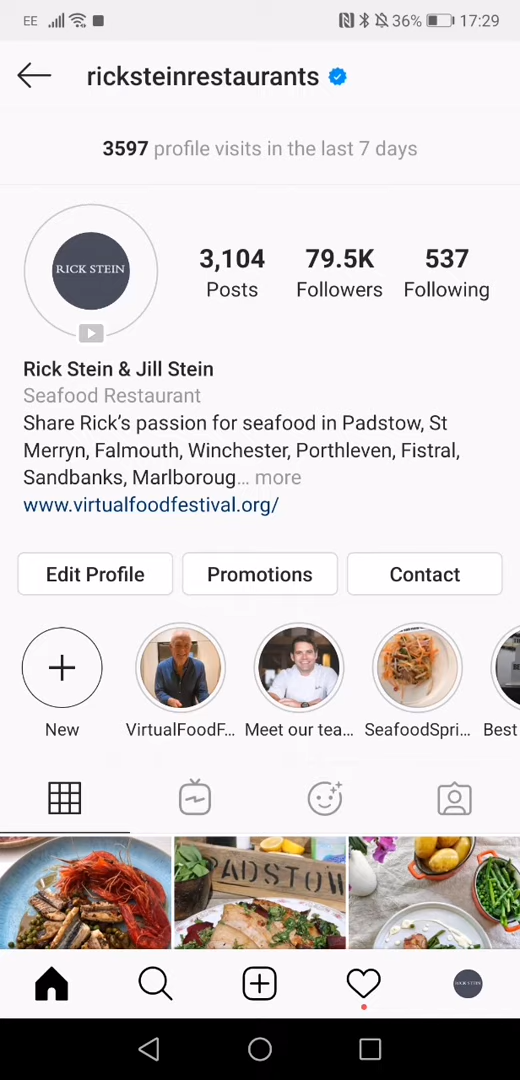 EE 36% 17:29
ricksteinrestaurants
3597 profile visits in the last 7 days
RICK STEIN
3,104 79.5K 537
Posts Followers Following
Rick Stein & Jill Stein
Seafood Restaurant
Share Rick’s passion for seafood in Padstow, St
Merryn, Falmouth, Winchester, Porthleven, Fistral,
Sandbanks, Marlboroug... more
www.virtualfoodfestival.org/
Edit Profile Promotions Contact
New VirtualFoodF... Meet our tea... SeafoodSpri... Best
PADSTOW
RICK STEIN